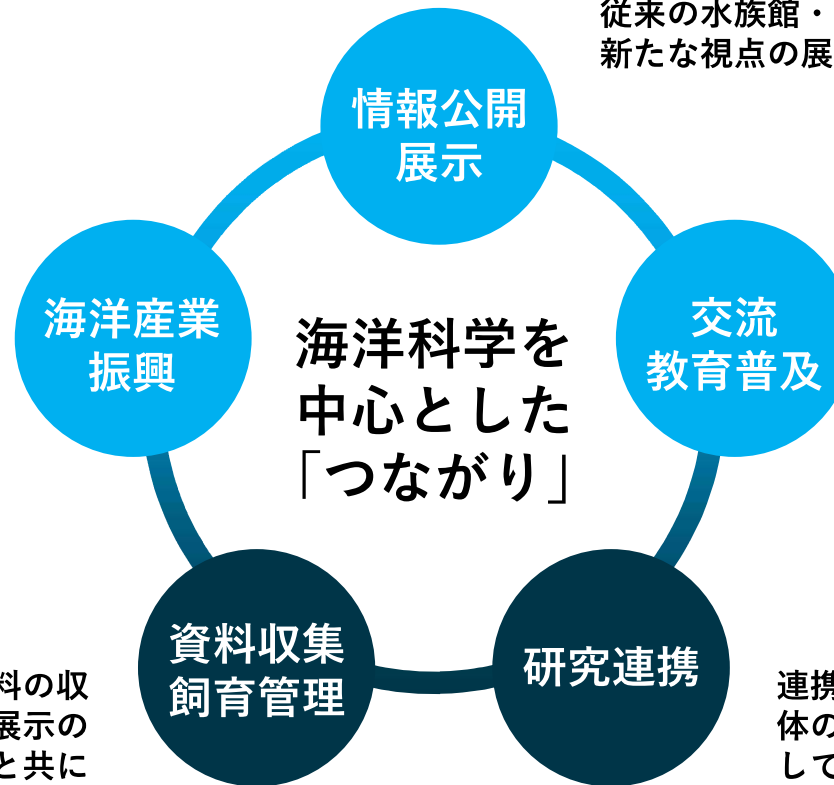 従来の水族館・
新たな視点の展
情報公開
展示
海洋産業
振興
交流
教育普及
海洋科学を
中心とした
「つながり」
資料収集
飼育管理
研究連携
料の収
展示の
と共に
連携
体の
して